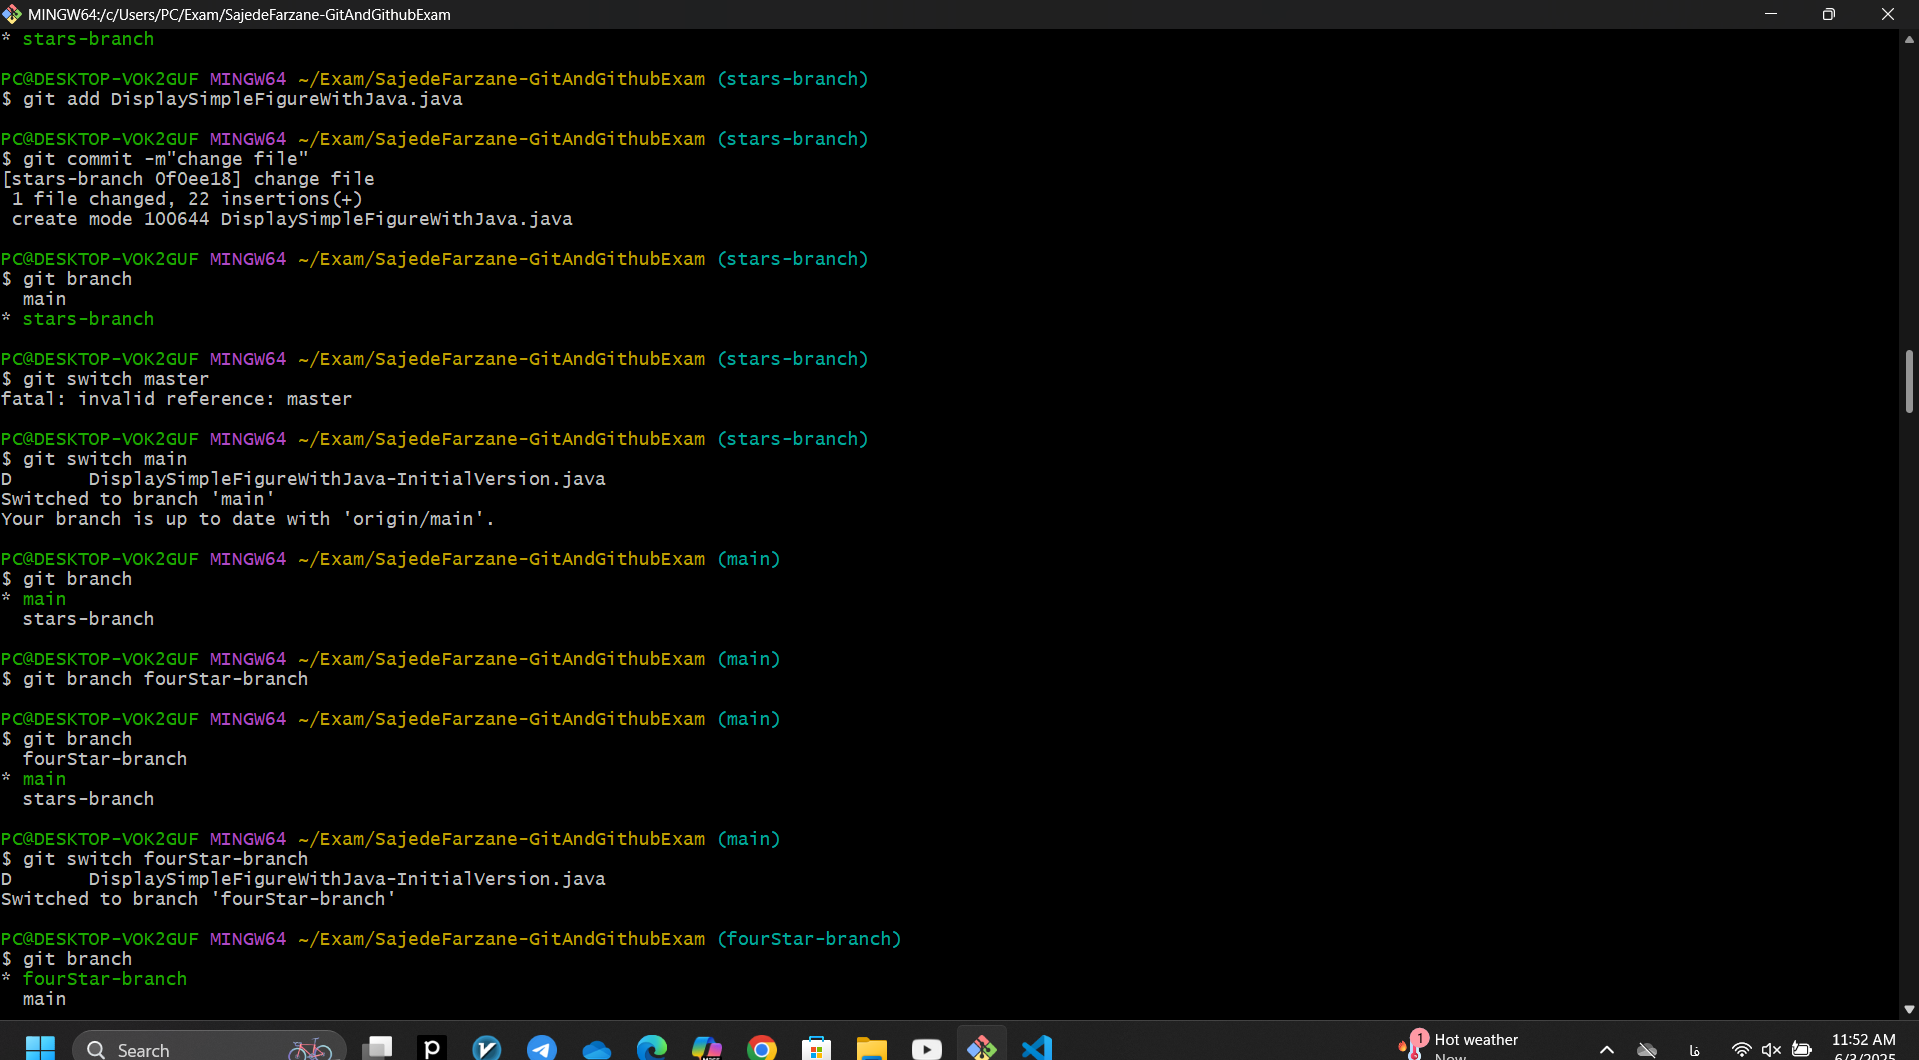 MINGW64:/c/Users/PC/Exam/SajedeFarzane-GitAndGithubExam
* stars-branch
PC@DESKTOP-VOK2GUF MINGW64 ~/Exam/SajedeFarzane-GitAndGithubExam (stars-branch)
$ git add DisplaySimpleFigureWithJava.java
PC@DESKTOP-VOK2GUF MINGW64 ~/Exam/SajedeFarzane-GitAndGithubExam (stars-branch)
$ git commit -m"change file"
[stars-branch 0f0ee18] change file
1 file changed, 22 insertions(+)
create mode 100644 DisplaySimpleFigureWithJava.java
PC@DESKTOP-VOK2GUF MINGW64 ~/Exam/SajedeFarzane-GitAndGithubExam (stars-branch)
$ git branch
main
* stars-branch
PC@DESKTOP-VOK2GUF MINGW64 ~/Exam/SajedeFarzane-GitAndGithubExam (stars-branch)
$ git switch master
fatal: invalid reference: master
PC@DESKTOP-VOK2GUF MINGW64 ~/Exam/SajedeFarzane-GitAndGithubExam (stars-branch)
$ git switch main
D       DisplaySimpleFigureWithJava-InitialVersion.java
Switched to branch 'main'
Your branch is up to date with 'origin/main'.
PC@DESKTOP-VOK2GUF MINGW64 ~/Exam/SajedeFarzane-GitAndGithubExam (main)
$ git branch
* main
stars-branch
PC@DESKTOP-VOK2GUF MINGW64 ~/Exam/SajedeFarzane-GitAndGithubExam (main)
$ git branch fourStar-branch
PC@DESKTOP-VOK2GUF MINGW64 ~/Exam/SajedeFarzane-GitAndGithubExam (main)
$ git branch
fourStar-branch
* main
stars-branch
PC@DESKTOP-VOK2GUF MINGW64 ~/Exam/SajedeFarzane-GitAndGithubExam (main)
$ git switch fourStar-branch
D       DisplaySimpleFigureWithJava-InitialVersion.java
Switched to branch 'fourStar-branch'
PC@DESKTOP-VOK2GUF MINGW64 ~/Exam/SajedeFarzane-GitAndGithubExam (fourStar-branch)
$ git branch
* fourStar-branch
main
Search
1
Hot weather
Now
فا
11:52 AM
6/3/2025